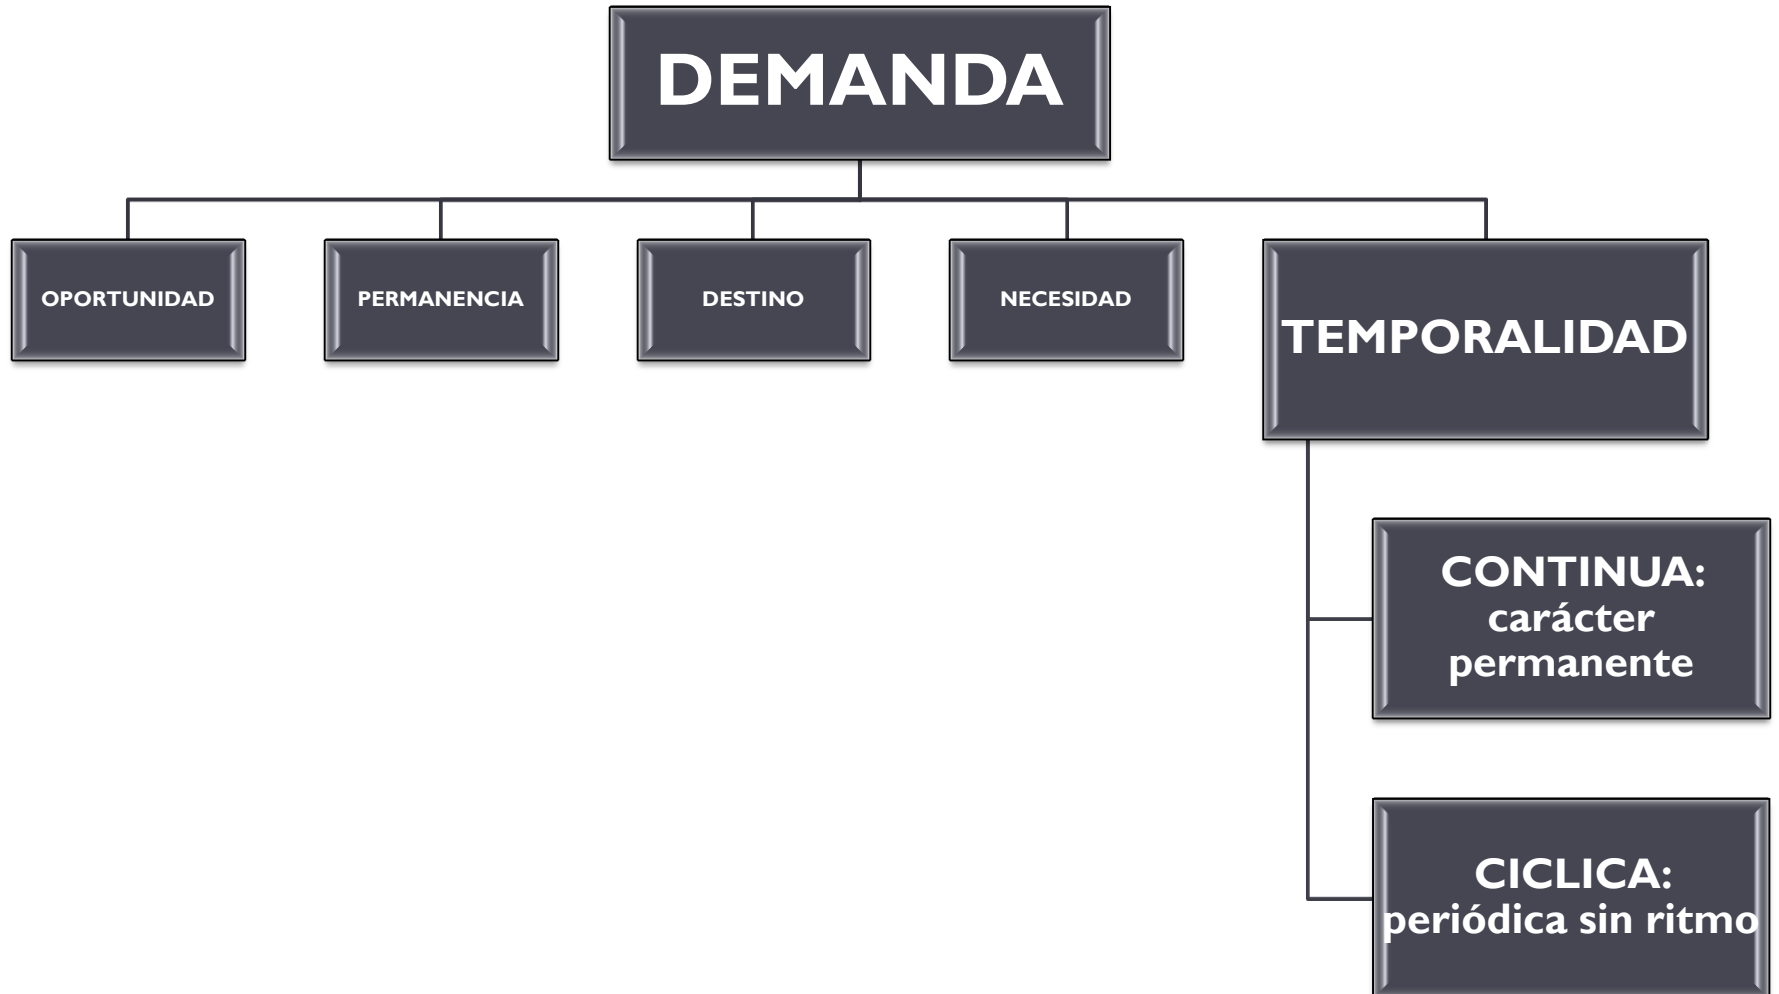 DEMANDA
OPORTUNIDAD
PERMANENCIA
DESTINO
NECESIDAD
TEMPORALIDAD
CONTINUA:
carácter
permanente
CICLICA:
periódica sin ritmo